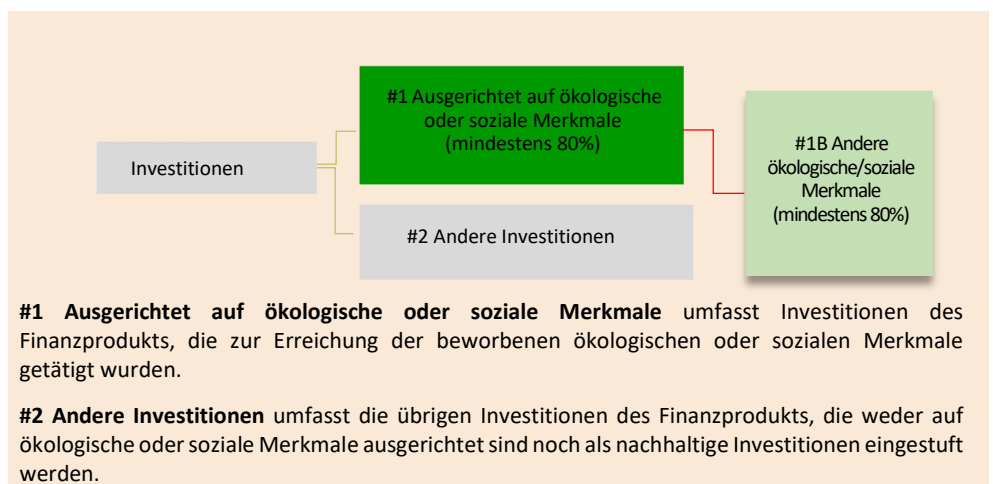 #1 Ausgerichtet auf ökologische
oder soziale Merkmale
(mindestens 80%)
Investitionen
#1B Andere
ökologische/soziale
Merkmale
(mindestens 80%)
#2 Andere Investitionen
#1 Ausgerichtet auf ökologische oder soziale Merkmale umfasst Investitionen des
Finanzprodukts, die zur Erreichung der beworbenen ökologischen oder sozialen Merkmale
getätigt wurden.
#2 Andere Investitionen umfasst die übrigen Investitionen des Finanzprodukts, die weder auf
ökologische oder soziale Merkmale ausgerichtet sind noch als nachhaltige Investitionen eingestuft
werden.